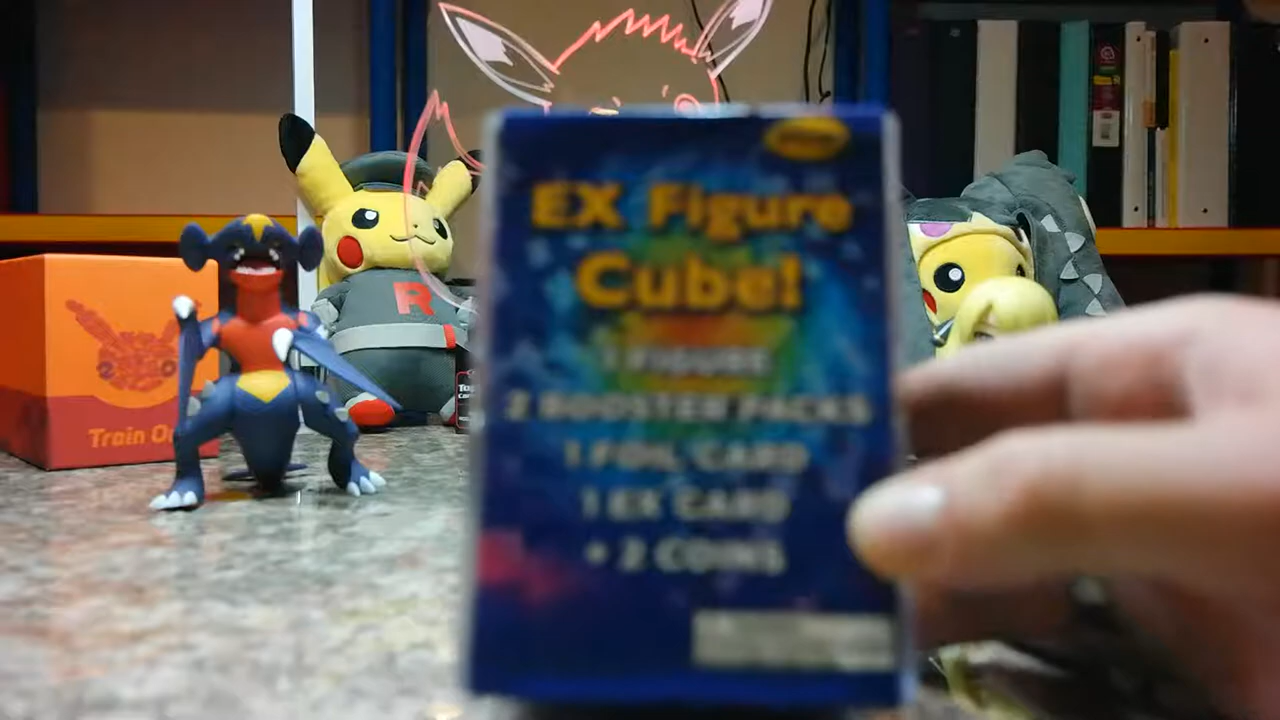 EX Figure
Cube!
1 FIGURE
2 BOOSTER PACKS
1 FOIL CARD
1 EX CARD
+ 2 COINS
R
Train On